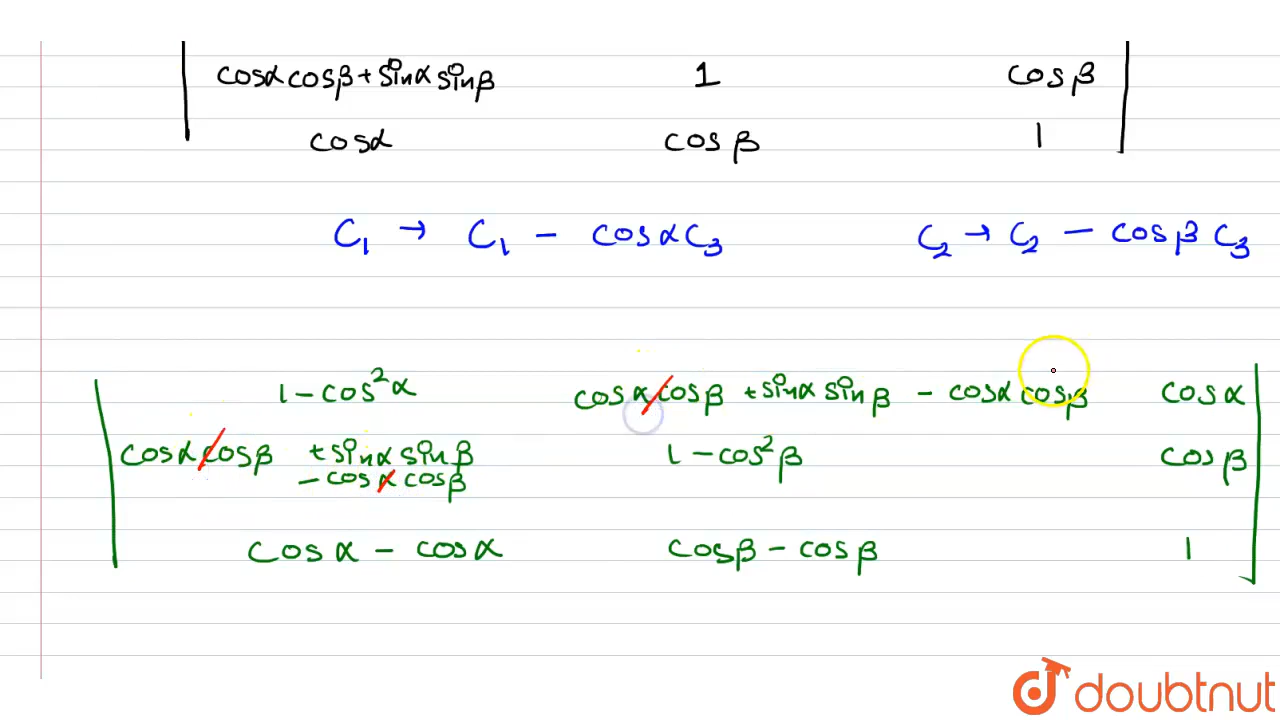 cosα cosβ + sinα sinβ 1 cosβ
cosα cosβ 1
C₁ → C₁ – cosα C₃ C₂ → C₂ – cosβ C₃
1 – cos²α cosα cosβ + sinα sinβ – cosα cosβ cosα
cosα cosβ + sinα sinβ 1 – cos²β cosβ
– cosα cosβ
cosα – cosα cosβ – cosβ 1
doubtnut